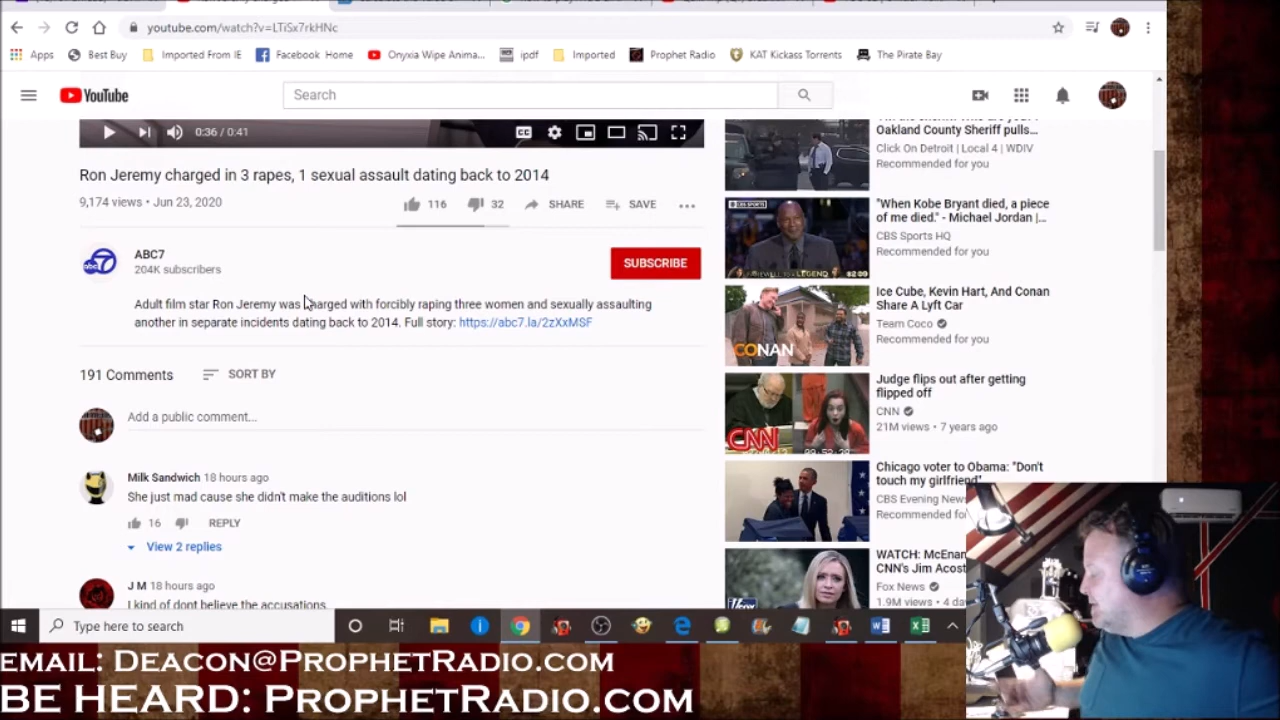 youtube.com/watch?v=LTiSx7rkHNc
Apps Best Buy Imported From IE Facebook Home Onyxia Wipe Anima... ipdf Imported Prophet Radio KAT Kickass Torrents The Pirate Bay
YouTube
Search
0:36 / 0:41
CC
Ron Jeremy charged in 3 rapes, 1 sexual assault dating back to 2014
9,174 views • Jun 23, 2020
116 32 SHARE SAVE
abc7
ABC7
204K subscribers
SUBSCRIBE
Adult film star Ron Jeremy was charged with forcibly raping three women and sexually assaulting
another in separate incidents dating back to 2014. Full story: https://abc7.la/2zXxMSF
191 Comments SORT BY
Add a public comment...
Milk Sandwich 18 hours ago
She just mad cause she didn't make the auditions lol
16 REPLY
View 2 replies
J M 18 hours ago
I kind of dont believe the accusations
Oakland County Sheriff pulls...
Click On Detroit | Local 4 | WDIV
Recommended for you
CBS SPORTS
"When Kobe Bryant died, a piece
of me died." - Michael Jordan |...
CBS Sports HQ
Recommended for you
LEGEND
Ice Cube, Kevin Hart, And Conan
Share A Lyft Car
Team Coco
Recommended for you
CONAN
Judge flips out after getting
flipped off
CNN
21M views • 7 years ago
CNN
Chicago voter to Obama: "Don't
touch my girlfriend"
CBS Evening News
Recommended fo
WATCH: McEnan
CNN's Jim Acost
Fox News
1.9M views • 4 da
Type here to search
EMAIL: DEACON@PROPHETRADIO.COM
BE HEARD: PROPHETRADIO.COM